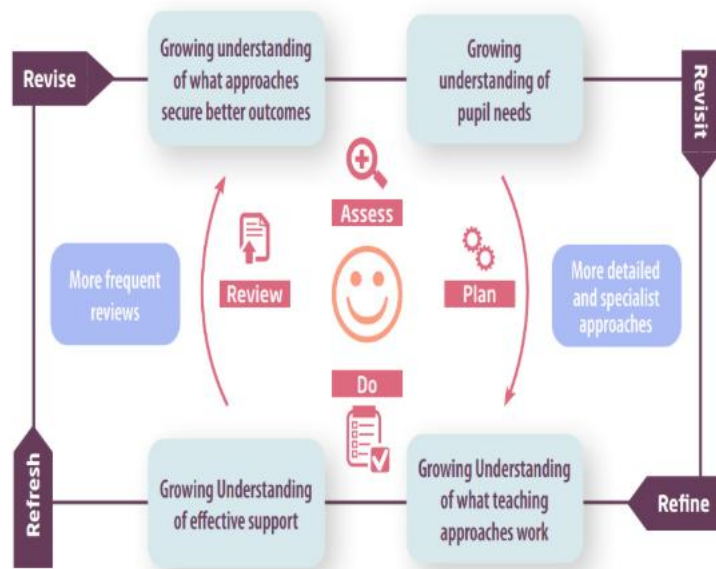 Revise
Growing understanding
of what approaches
secure better outcomes
Growing
understanding of
pupil needs
Revisit
Assess
More frequent
reviews
Review
Plan
More detailed
and specialist
approaches
Do
Refresh
Growing Understanding
of effective support
Growing Understanding
of what teaching
approaches work
Refine